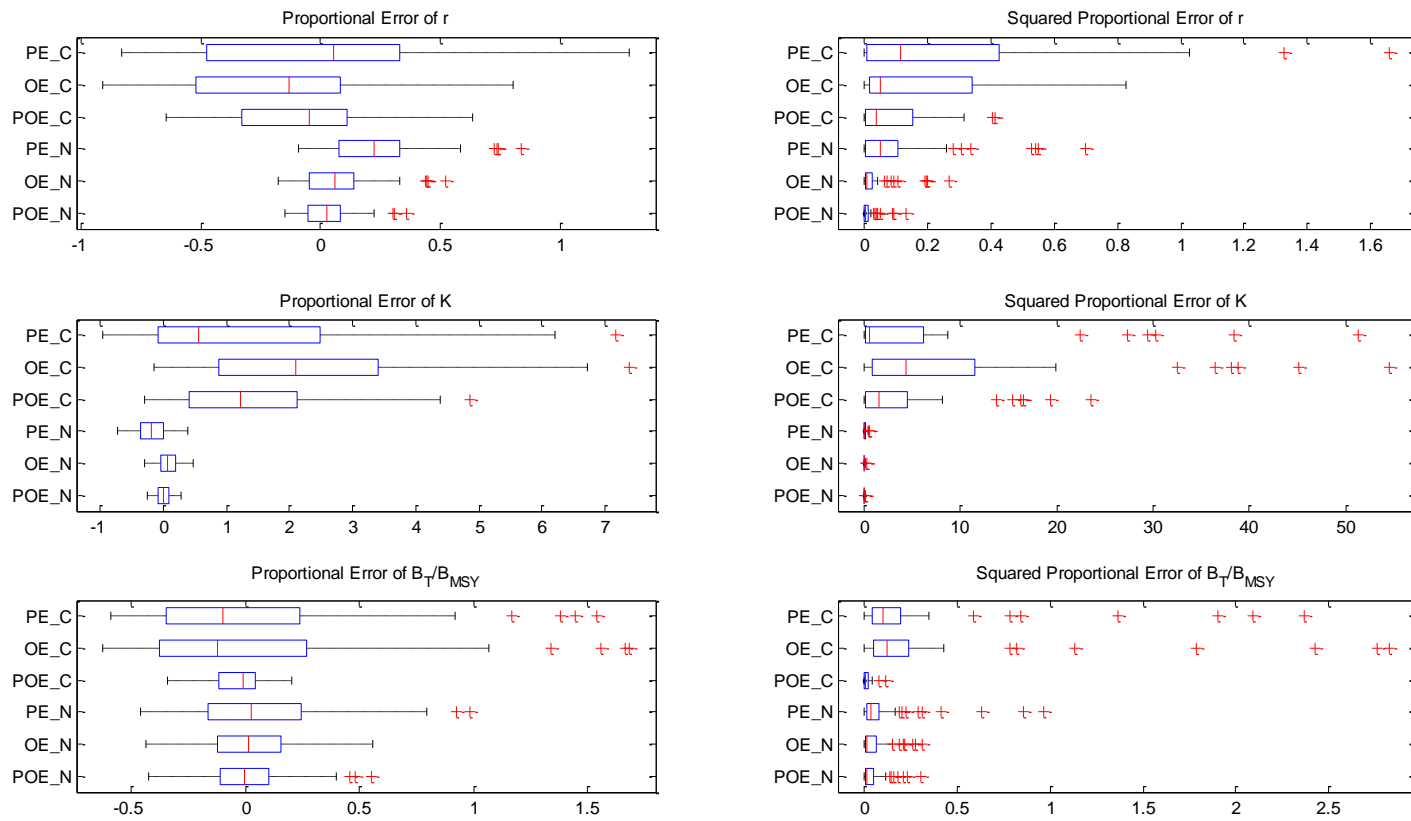 Proportional Error of r
PE_C
OE_C
POE_C
PE_N
OE_N
POE_N
-1 -0.5 0 0.5 1
Squared Proportional Error of r
PE_C
OE_C
POE_C
PE_N
OE_N
POE_N
0 0.2 0.4 0.6 0.8 1 1.2 1.4 1.6
Proportional Error of K
PE_C
OE_C
POE_C
PE_N
OE_N
POE_N
-1 0 1 2 3 4 5 6 7
Squared Proportional Error of K
PE_C
OE_C
POE_C
PE_N
OE_N
POE_N
0 10 20 30 40 50
Proportional Error of B_T/B_MSY
PE_C
OE_C
POE_C
PE_N
OE_N
POE_N
-0.5 0 0.5 1 1.5
Squared Proportional Error of B_T/B_MSY
PE_C
OE_C
POE_C
PE_N
OE_N
POE_N
0 0.5 1 1.5 2 2.5